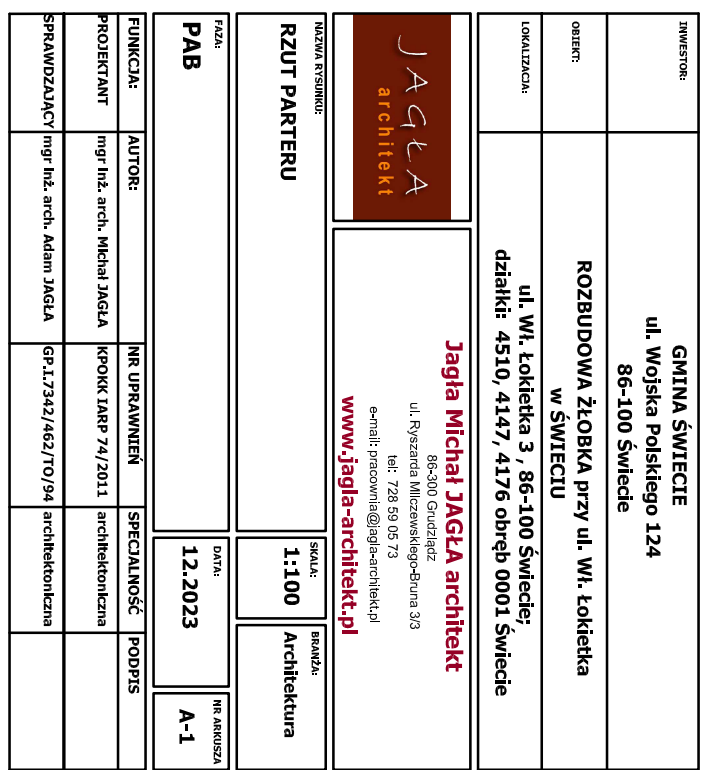 INWESTOR:
GMINA ŚWIECIE
ul. Wojska Polskiego 124
86-100 Świecie
OBIEKT:
ROZBUDOWA ŻŁOBKA przy ul. Wł. Łokietka
w ŚWIECIU
LOKALIZACJA:
ul. Wł. Łokietka 3 , 86-100 Świecie;
działki: 4510, 4147, 4176 obręb 0001 Świecie
JAGŁA
architekt
Jagła Michał JAGŁA architekt
86-300 Grudziądz
ul. Ryszarda Milczewskiego-Bruna 3/3
tel: 728 59 05 73
e-mail: pracownia@jagla-architekt.pl
www.jagla-architekt.pl
NAZWA RYSUNKU:
RZUT PARTERU
SKALA:
1:100
BRANŻA:
Architektura
FAZA:
PAB
DATA:
12.2023
NR ARKUSZA
A-1
FUNKCJA: AUTOR: NR UPRAWNIEŃ SPECJALNOŚĆ PODPIS
PROJEKTANT mgr inż. arch. Michał JAGŁA KPOKK IARP 74/2011 architektoniczna
SPRAWDZAJĄCY mgr inż. arch. Adam JAGŁA GP.I.7342/462/TO/94 architektoniczna